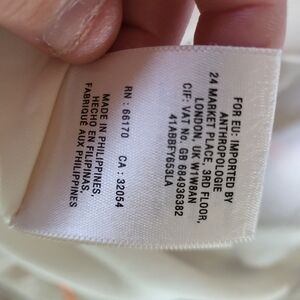 FOR EU: IMPORTED BY
ANTHROPOLOGIE
24 MARKET PLACE, 3RD FLOOR,
LONDON, UK W1W8AN
CIF: VAT No GB 884938382
41ABBFY653LA
RN : 66170 CA : 32054
MADE IN PHILIPPINES,
HECHO EN FILIPINAS,
FABRIQUÉ AUX PHILIPPINES